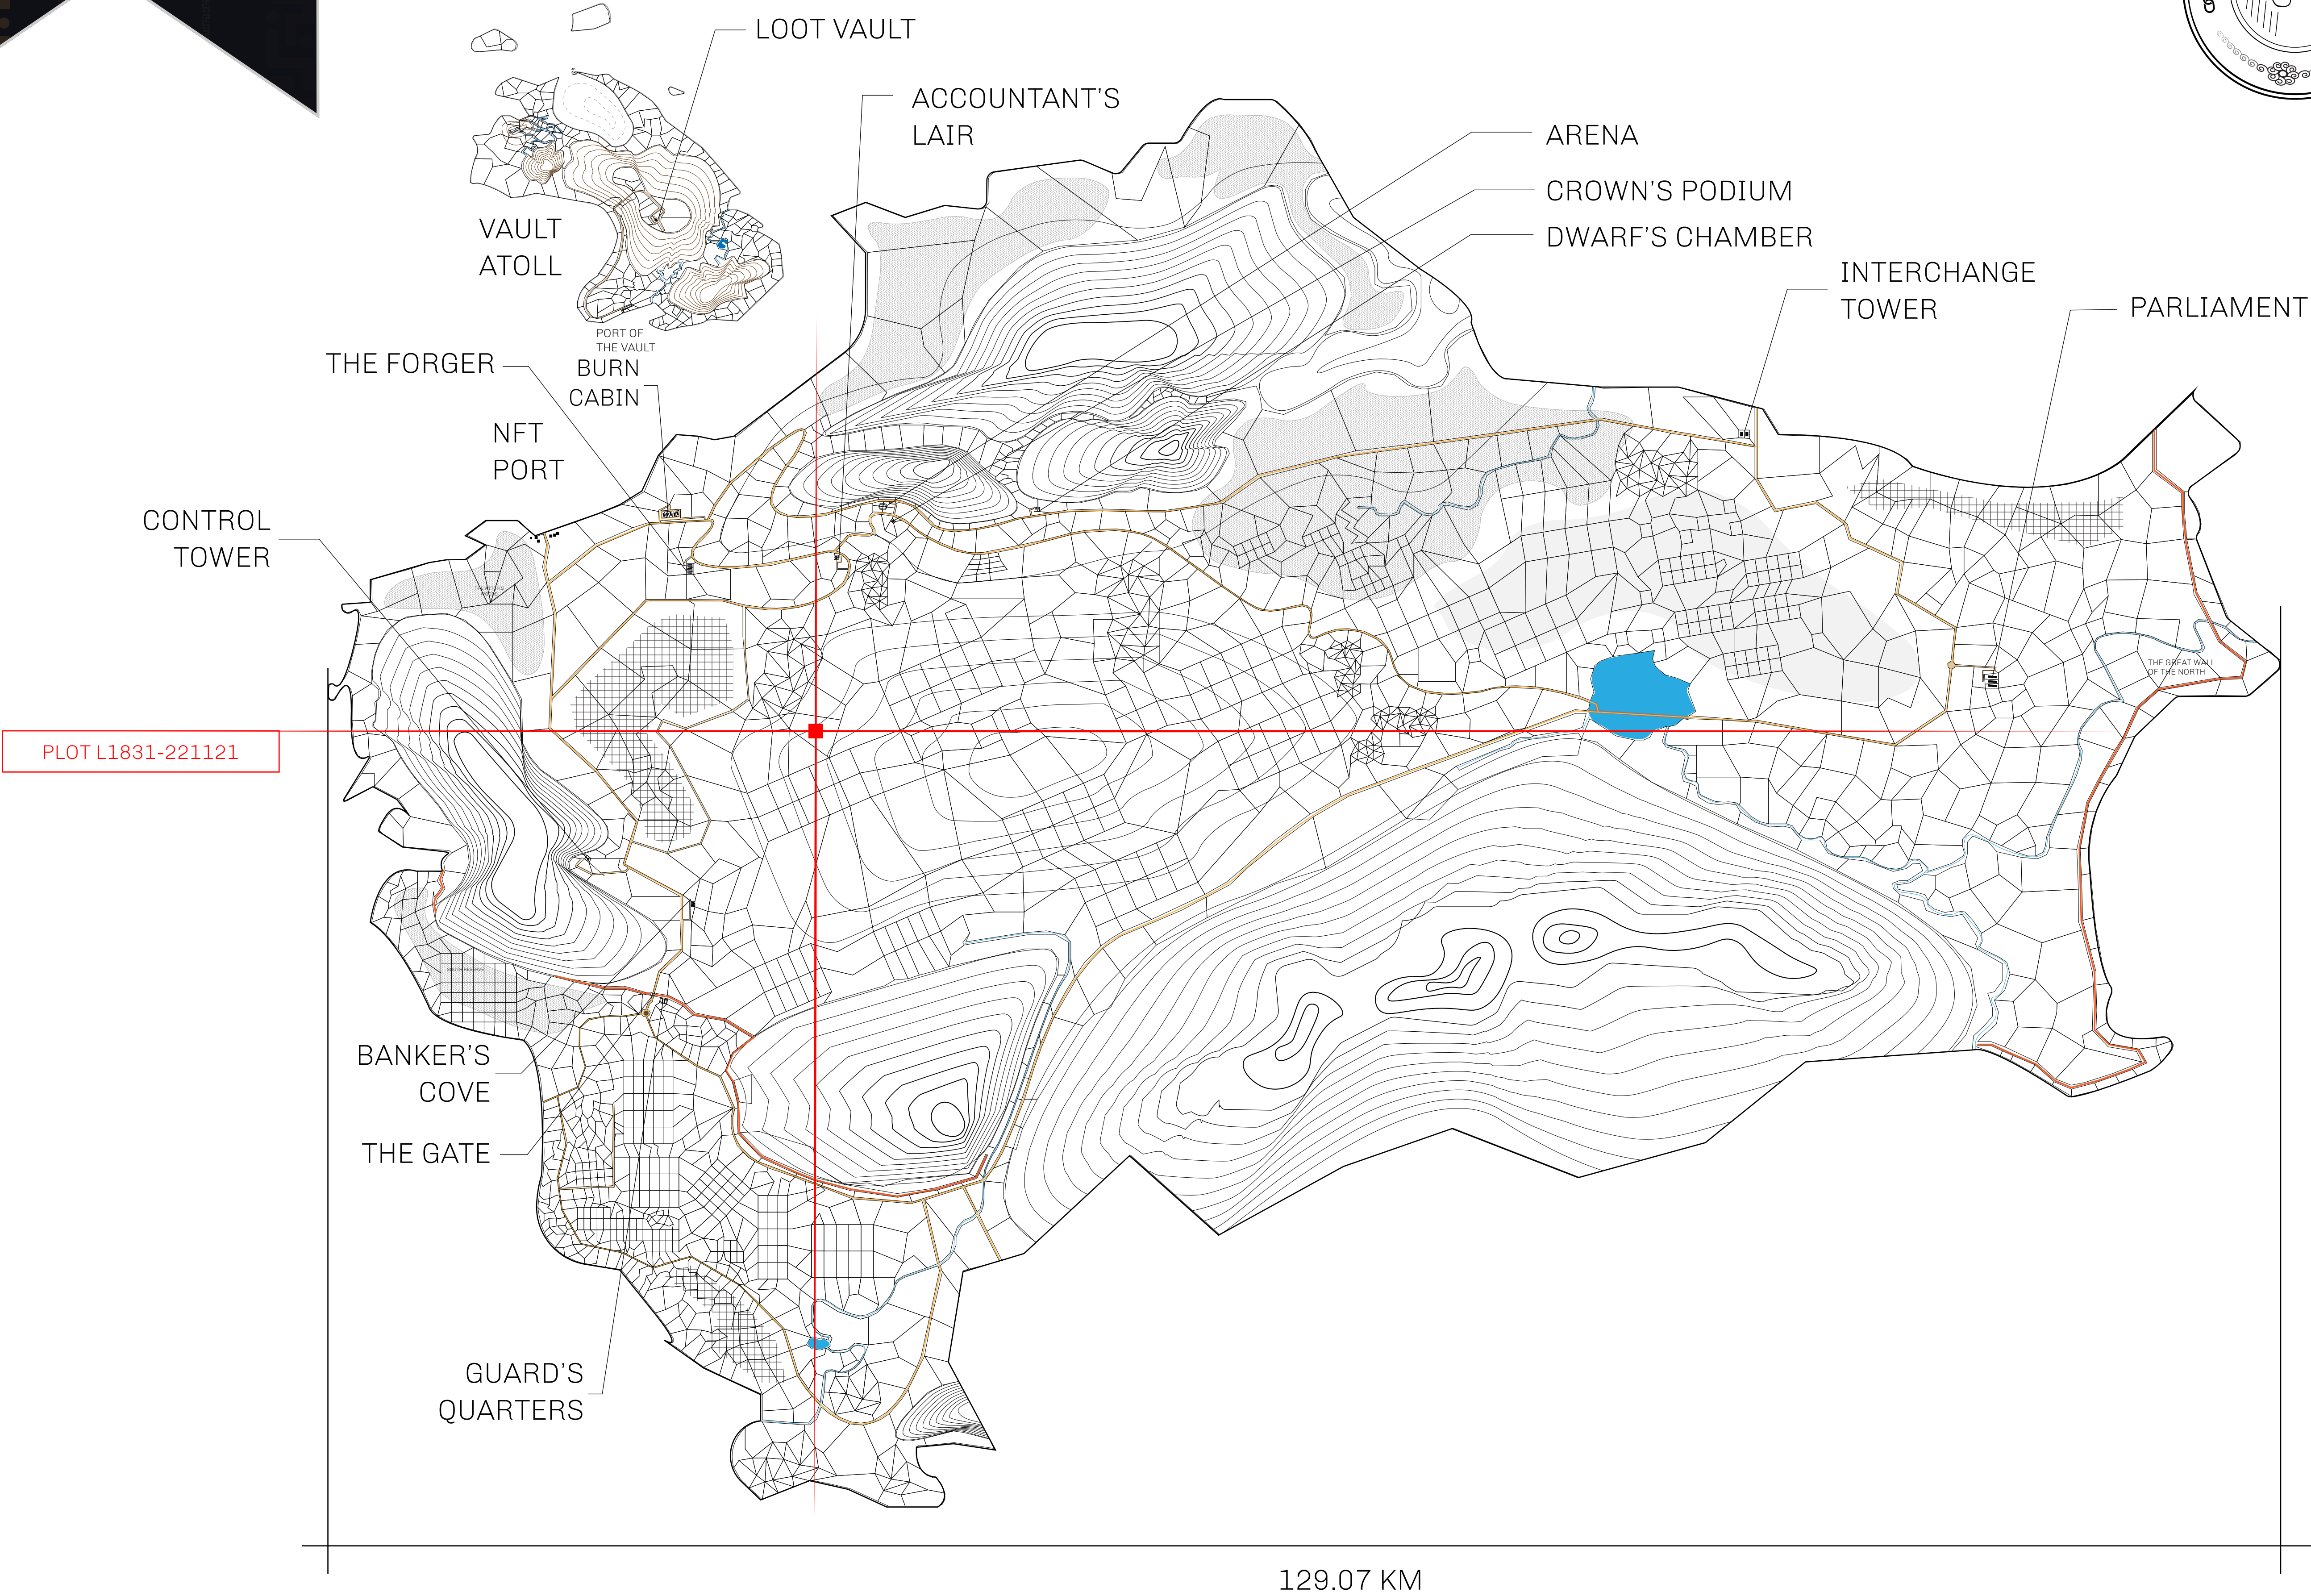 LOOT VAULT
ACCOUNTANT'S
LAIR
ARENA
CROWN'S PODIUM
DWARF'S CHAMBER
INTERCHANGE
TOWER
PARLIAMENT
VAULT
ATOLL
PORT OF
THE VAULT
THE FORGER
BURN
CABIN
NFT
PORT
CONTROL
TOWER
THE GREAT WALL
OF THE NORTH
PLOT L1831-221121
SOUTH RESERVE
BANKER'S
COVE
THE GATE
GUARD'S
QUARTERS
129.07 KM